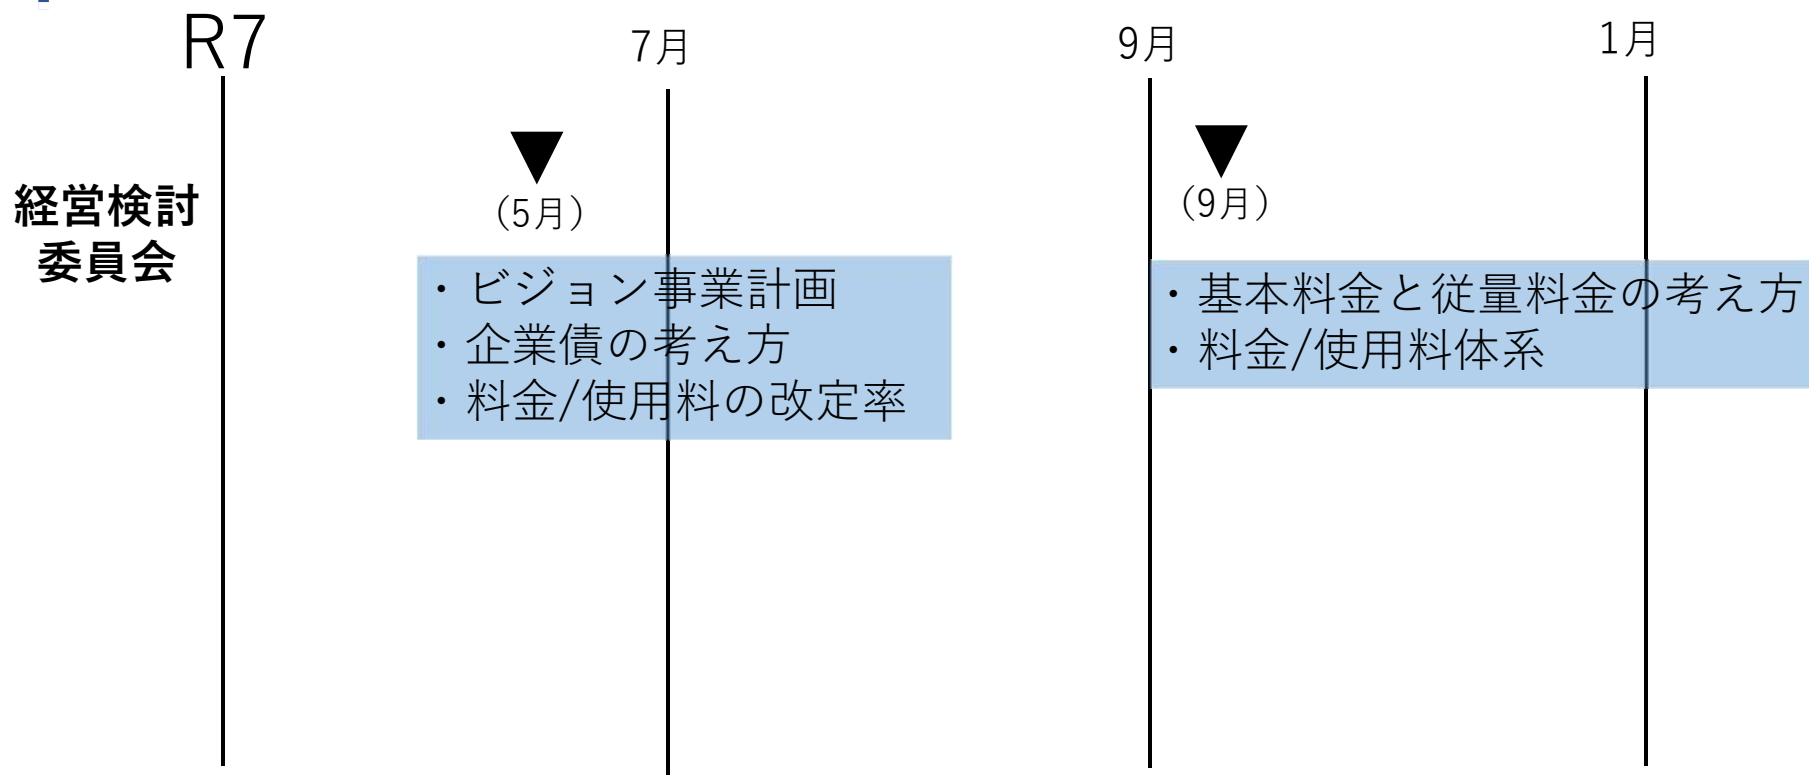 R7
7月
9月
1月
経営検討
委員会
(5月)
・ビジョン事業計画
・企業債の考え方
・料金/使用料の改定率
(9月)
・基本料金と従量料金の考え方
・料金/使用料体系